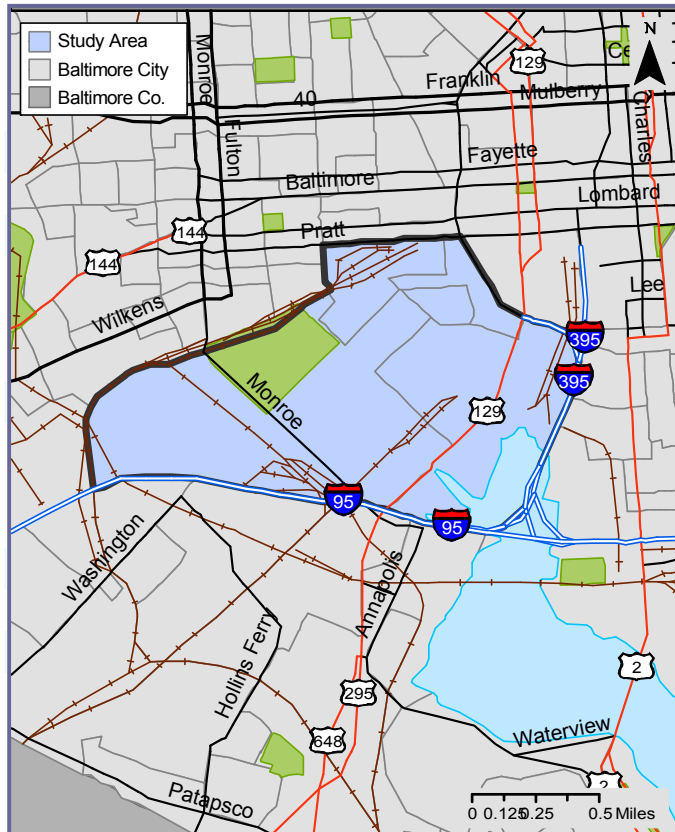 Study Area
Baltimore City
Baltimore Co.
N
Monroe
129
Ce
Franklin
Mulberry
40
Charles
Fulton
Fayette
Baltimore
Lombard
144
Pratt
144
Lee
Wilkens
395
395
Monroe
129
95
95
Washington
Annapolis
Hollins Ferry
2
295
648
Waterview
2
Patapsco
0 0.125 0.25 0.5 Miles